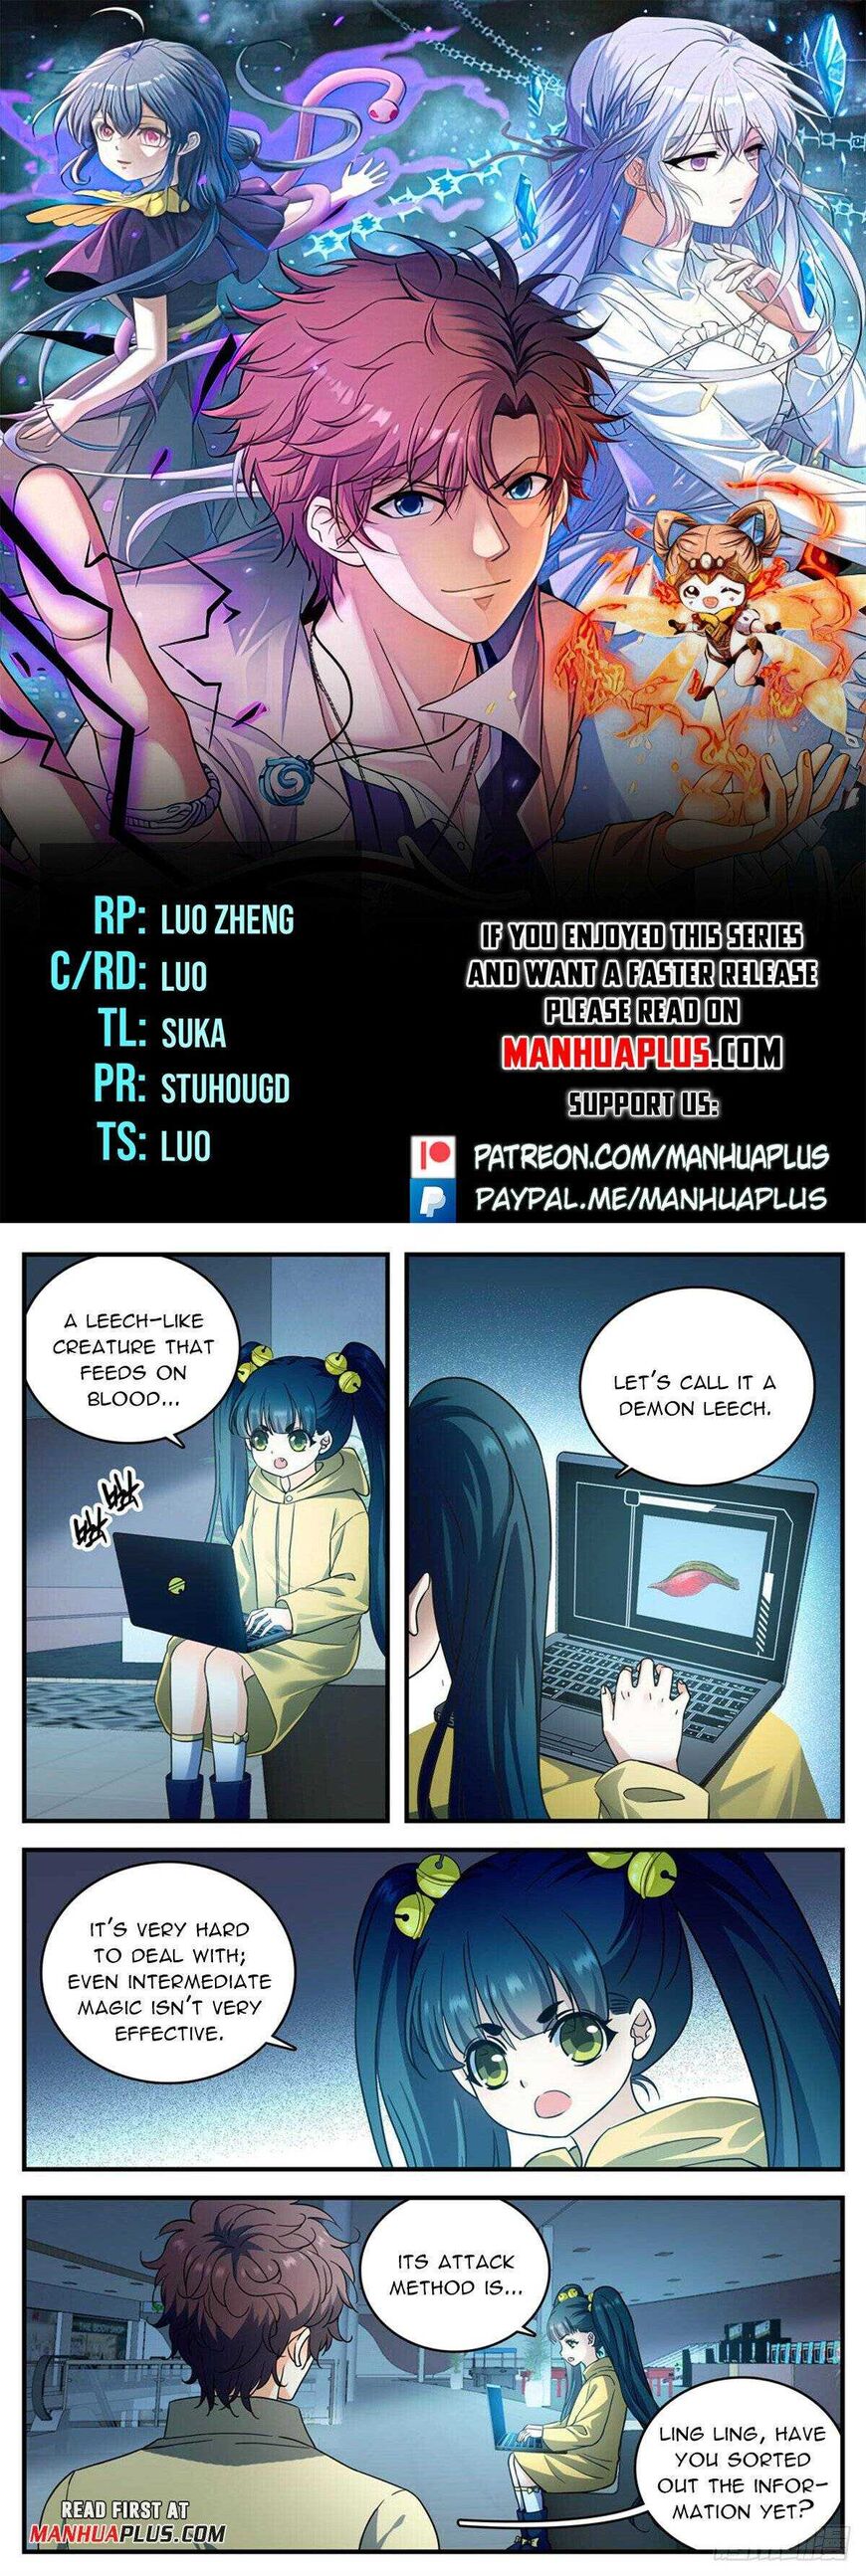 RP: LUO ZHENG
C/RD: LUO
TL: SUKA
PR: STUHOUGD
TS: LUO
IF YOU ENJOYED THIS SERIES
AND WANT A FASTER RELEASE
PLEASE READ ON
MANHUAPLUS.COM
SUPPORT US:
PATREON.COM/MANHUAPLUS
PAYPAL.ME/MANHUAPLUS
A LEECH-LIKE
CREATURE THAT
FEEDS ON
BLOOD...
LET'S CALL IT A
DEMON LEECH.
IT'S VERY HARD
TO DEAL WITH;
EVEN INTERMEDIATE
MAGIC ISN'T VERY
EFFECTIVE.
ITS ATTACK
METHOD IS...
LING LING, HAVE
YOU SORTED
OUT THE INFOR-
MATION YET?
READ FIRST AT
MANHUAPLUS.COM